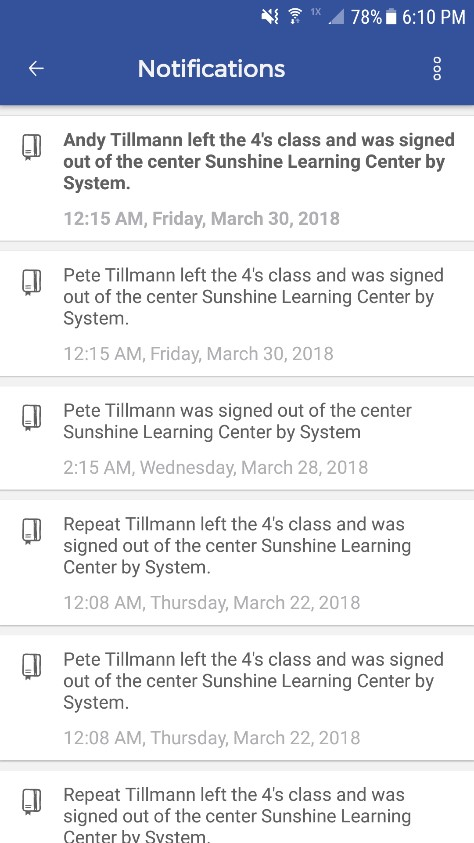 1X 78% 6:10 PM
Notifications
Andy Tillmann left the 4's class and was signed
out of the center Sunshine Learning Center by
System.
12:15 AM, Friday, March 30, 2018
Pete Tillmann left the 4's class and was signed
out of the center Sunshine Learning Center by
System.
12:15 AM, Friday, March 30, 2018
Pete Tillmann was signed out of the center
Sunshine Learning Center by System
2:15 AM, Wednesday, March 28, 2018
Repeat Tillmann left the 4's class and was
signed out of the center Sunshine Learning
Center by System.
12:08 AM, Thursday, March 22, 2018
Pete Tillmann left the 4's class and was signed
out of the center Sunshine Learning Center by
System.
12:08 AM, Thursday, March 22, 2018
Repeat Tillmann left the 4's class and was
signed out of the center Sunshine Learning
Center by System.